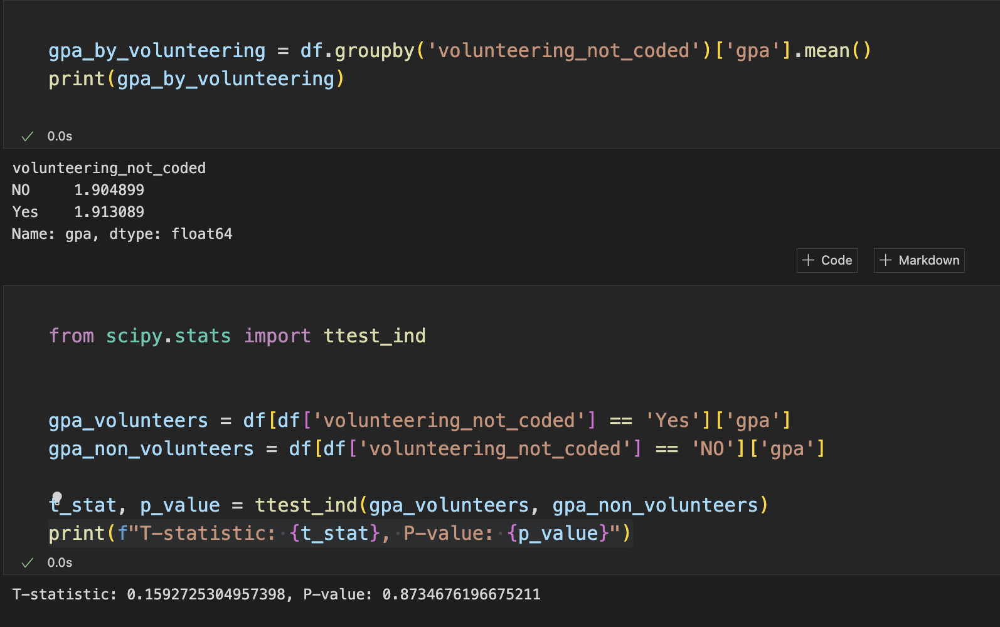 gpa_by_volunteering = df.groupby('volunteering_not_coded')['gpa'].mean()
print(gpa_by_volunteering)
0.0s
volunteering_not_coded
NO     1.904899
Yes    1.913089
Name: gpa, dtype: float64
+ Code + Markdown
from scipy.stats import ttest_ind
gpa_volunteers = df[df['volunteering_not_coded'] == 'Yes']['gpa']
gpa_non_volunteers = df[df['volunteering_not_coded'] == 'NO']['gpa']
t_stat, p_value = ttest_ind(gpa_volunteers, gpa_non_volunteers)
print(f"T-statistic: {t_stat}, P-value: {p_value}")
0.0s
T-statistic: 0.1592725304957398, P-value: 0.8734676196675211